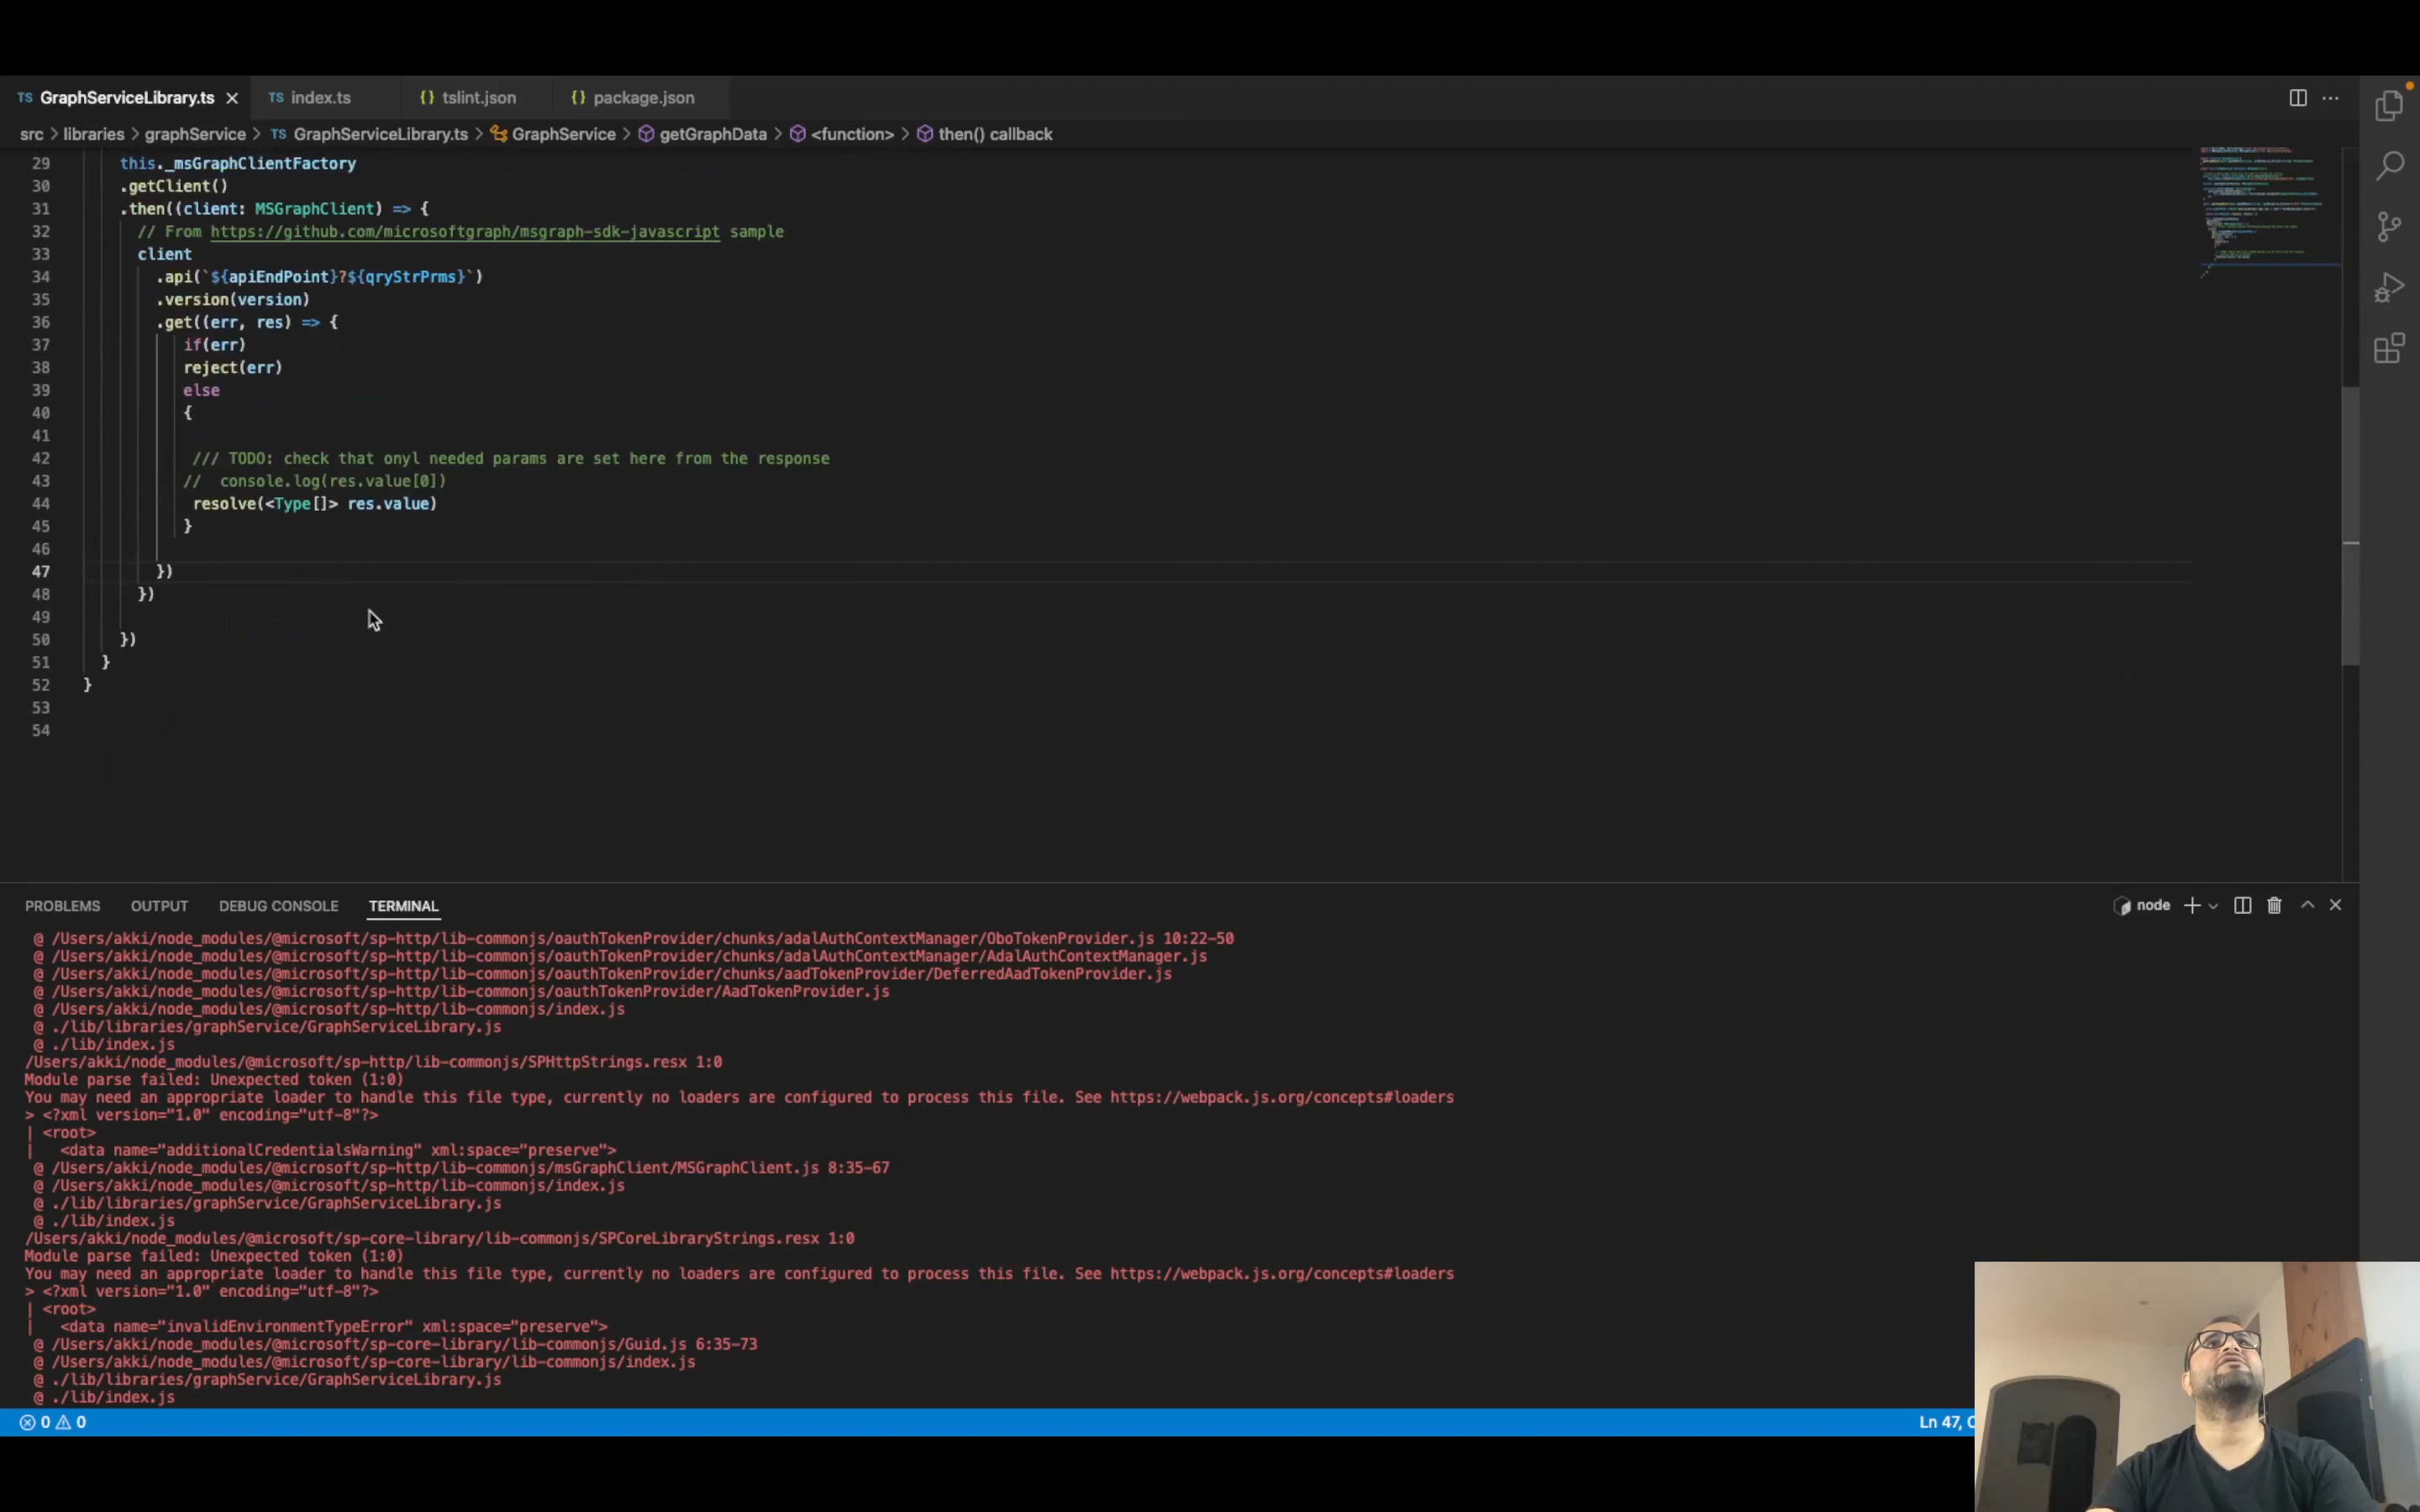 TS GraphServiceLibrary.ts
TS index.ts
{} tslint.json
{} package.json
src > libraries > graphService > TS GraphServiceLibrary.ts > GraphService > getGraphData > <function> > then() callback
29 this._msGraphClientFactory
30 .getClient()
31 .then((client: MSGraphClient) => {
32 // From https://github.com/microsoftgraph/msgraph-sdk-javascript sample
33 client
34 .api(`${apiEndPoint}?${qryStrPrms}`)
35 .version(version)
36 .get((err, res) => {
37 if(err)
38 reject(err)
39 else
40 {
41
42 /// TODO: check that onyl needed params are set here from the response
43 //  console.log(res.value[0])
44 resolve(<Type[]> res.value)
45 }
46
47 })
48 })
49
50 })
51 }
52 }
53
54
PROBLEMS OUTPUT DEBUG CONSOLE TERMINAL node
@ /Users/akki/node_modules/@microsoft/sp-http/lib-commonjs/oauthTokenProvider/chunks/adalAuthContextManager/OboTokenProvider.js 10:22-50
@ /Users/akki/node_modules/@microsoft/sp-http/lib-commonjs/oauthTokenProvider/chunks/adalAuthContextManager/AdalAuthContextManager.js
@ /Users/akki/node_modules/@microsoft/sp-http/lib-commonjs/oauthTokenProvider/chunks/aadTokenProvider/DeferredAadTokenProvider.js
@ /Users/akki/node_modules/@microsoft/sp-http/lib-commonjs/oauthTokenProvider/AadTokenProvider.js
@ /Users/akki/node_modules/@microsoft/sp-http/lib-commonjs/index.js
@ ./lib/libraries/graphService/GraphServiceLibrary.js
@ ./lib/index.js
/Users/akki/node_modules/@microsoft/sp-http/lib-commonjs/SPHttpStrings.resx 1:0
Module parse failed: Unexpected token (1:0)
You may need an appropriate loader to handle this file type, currently no loaders are configured to process this file. See https://webpack.js.org/concepts#loaders
> <?xml version="1.0" encoding="utf-8"?>
| <root>
|   <data name="additionalCredentialsWarning" xml:space="preserve">
@ /Users/akki/node_modules/@microsoft/sp-http/lib-commonjs/msGraphClient/MSGraphClient.js 8:35-67
@ /Users/akki/node_modules/@microsoft/sp-http/lib-commonjs/index.js
@ ./lib/libraries/graphService/GraphServiceLibrary.js
@ ./lib/index.js
/Users/akki/node_modules/@microsoft/sp-core-library/lib-commonjs/SPCoreLibraryStrings.resx 1:0
Module parse failed: Unexpected token (1:0)
You may need an appropriate loader to handle this file type, currently no loaders are configured to process this file. See https://webpack.js.org/concepts#loaders
> <?xml version="1.0" encoding="utf-8"?>
| <root>
|   <data name="invalidEnvironmentTypeError" xml:space="preserve">
@ /Users/akki/node_modules/@microsoft/sp-core-library/lib-commonjs/Guid.js 6:35-73
@ /Users/akki/node_modules/@microsoft/sp-core-library/lib-commonjs/index.js
@ ./lib/libraries/graphService/GraphServiceLibrary.js
@ ./lib/index.js
0 0
Ln 47,